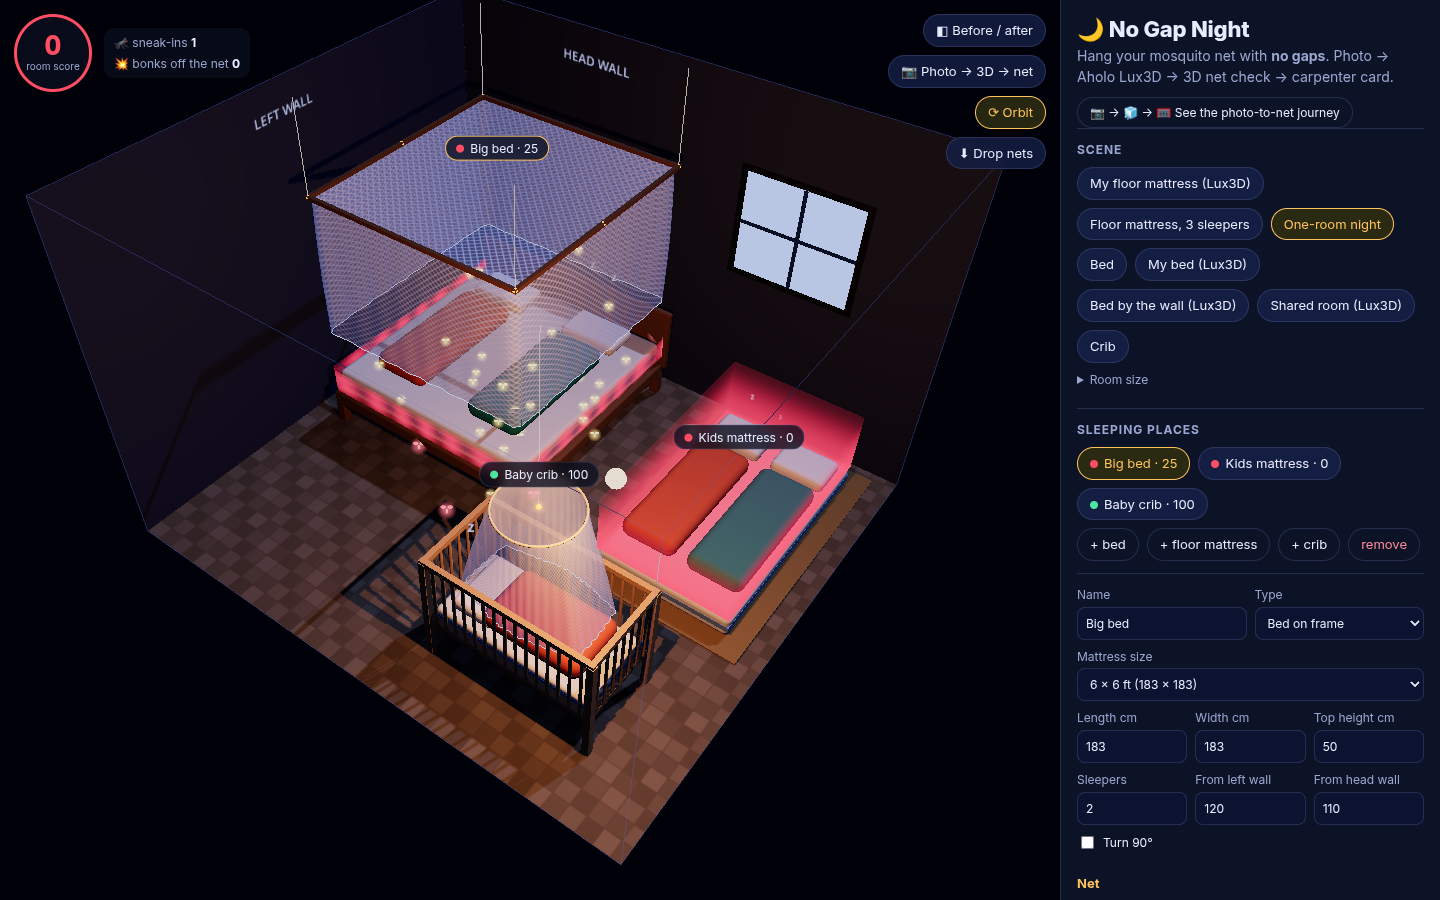 0
room score
sneak-ins 1
bonks off the net 0
LEFT WALL
HEAD WALL
Before / after
Photo → 3D → net
Orbit
Drop nets
Big bed · 25
Kids mattress · 0
Baby crib · 100
z
z
z
No Gap Night
Hang your mosquito net with no gaps. Photo →
Aholo Lux3D → 3D net check → carpenter card.
→ → See the photo-to-net journey
SCENE
My floor mattress (Lux3D)
Floor mattress, 3 sleepers
One-room night
Bed
My bed (Lux3D)
Bed by the wall (Lux3D)
Shared room (Lux3D)
Crib
Room size
SLEEPING PLACES
Big bed · 25
Kids mattress · 0
Baby crib · 100
+ bed
+ floor mattress
+ crib
remove
Name
Type
Big bed
Bed on frame
Mattress size
6 × 6 ft (183 × 183)
Length cm
Width cm
Top height cm
183
183
50
Sleepers
From left wall
From head wall
2
120
110
Turn 90°
Net